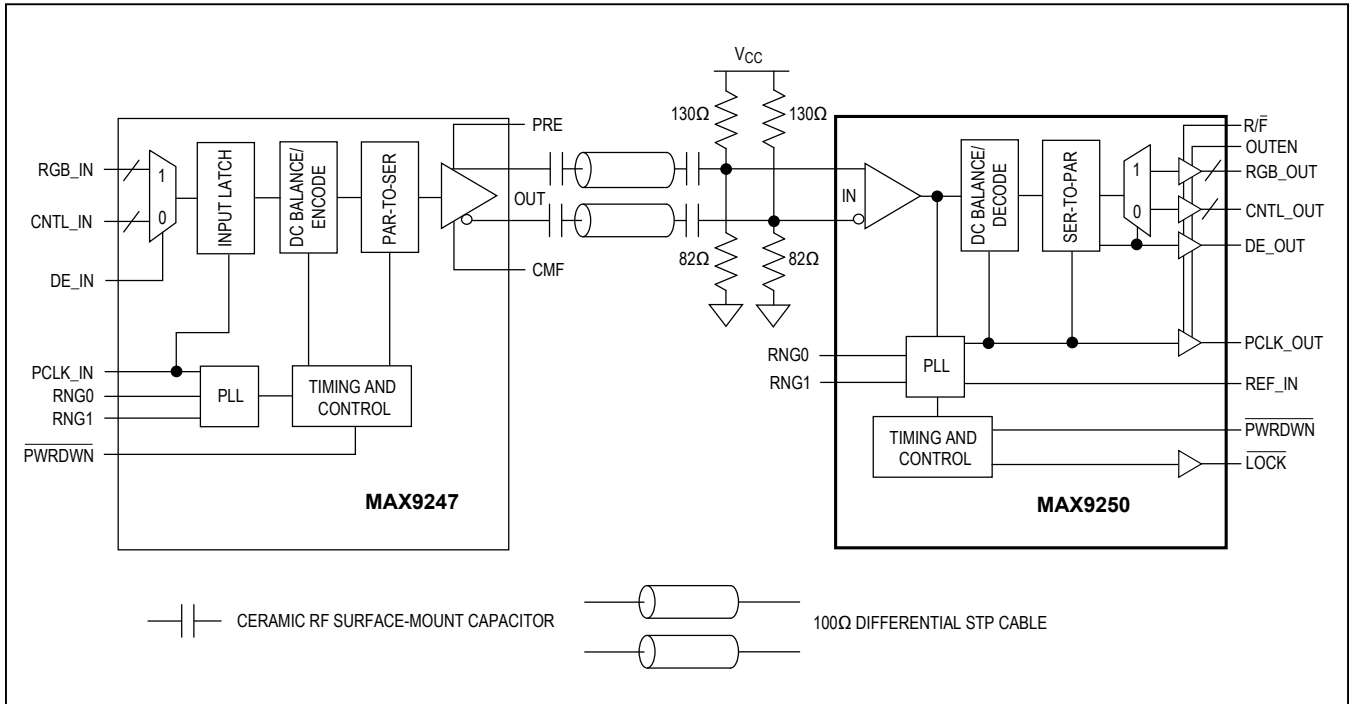 VCC
130Ω
130Ω
82Ω
82Ω
PRE
OUT
CMF
RGB_IN
CNTL_IN
DE_IN
PCLK_IN
RNG0
RNG1
PWRDWN
1
0
INPUT LATCH
DC BALANCE/
ENCODE
PAR-TO-SER
PLL
TIMING AND
CONTROL
MAX9247
IN
DC BALANCE/
DECODE
SER-TO-PAR
1
0
RNG0
RNG1
PLL
TIMING AND
CONTROL
MAX9250
R/F
OUTEN
RGB_OUT
CNTL_OUT
DE_OUT
PCLK_OUT
REF_IN
PWRDWN
LOCK
CERAMIC RF SURFACE-MOUNT CAPACITOR
100Ω DIFFERENTIAL STP CABLE